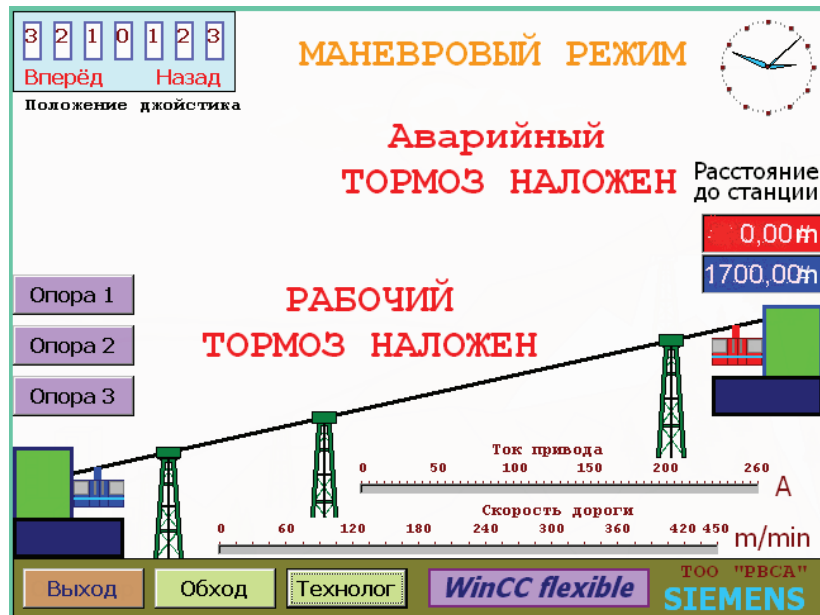 3 2 1 0 1 2 3
Вперёд Назад
Положение джойстика
МАНЕВРОВЫЙ РЕЖИМ
Аварийный
ТОРМОЗ НАЛОЖЕН
Расстояние
до станции
0,00m
1700,00m
Опора 1
Опора 2
Опора 3
РАБОЧИЙ
ТОРМОЗ НАЛОЖЕН
Ток привода
0 50 100 150 200 260
A
Скорость дороги
0 60 120 180 240 300 360 420 450
m/min
Выход
Обход
Технолог
WinCC flexible
ТОО "РВСА"
SIEMENS